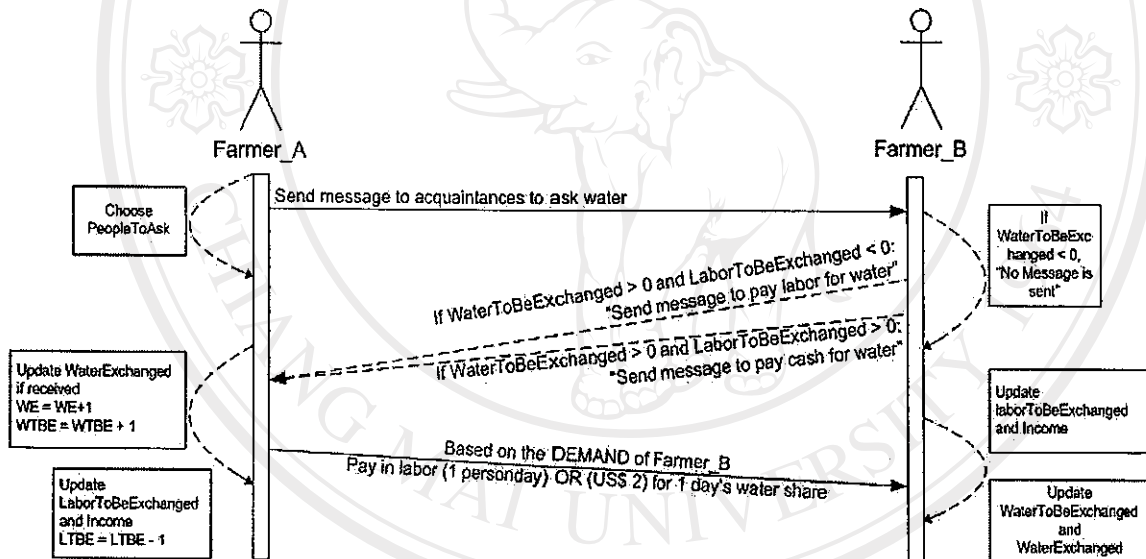 Farmer_A
Farmer_B
Choose
PeopleToAsk
Send message to acquaintances to ask water
If
WaterToBeExc
hanged < 0,
"No Message is
sent"
If WaterToBeExchanged > 0 and LaborToBeExchanged < 0:
"Send message to pay labor for water"
If WaterToBeExchanged > 0 and LaborToBeExchanged > 0:
"Send message to pay cash for water"
Update WaterExchanged
if received
WE = WE+1
WTBE = WTBE + 1
Update
laborToBeExchanged
and Income
Based on the DEMAND of Farmer_B
Pay in labor (1 personday) OR (US$ 2) for 1 day's water share
Update
LaborToBeExchanged
and Income
LTBE = LTBE - 1
Update
WaterToBeExchanged
and
WaterExchanged
CHIANG MAI UNIVERSITY 1964